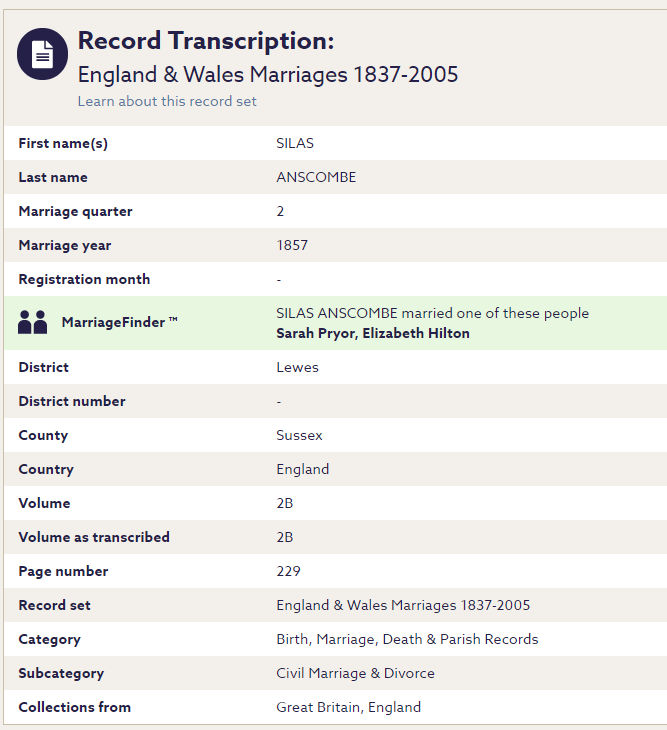 Record Transcription:
England & Wales Marriages 1837-2005
Learn about this record set
First name(s) SILAS
Last name ANSCOMBE
Marriage quarter 2
Marriage year 1857
Registration month -
MarriageFinder ™ SILAS ANSCOMBE married one of these people
Sarah Pryor, Elizabeth Hilton
District Lewes
District number -
County Sussex
Country England
Volume 2B
Volume as transcribed 2B
Page number 229
Record set England & Wales Marriages 1837-2005
Category Birth, Marriage, Death & Parish Records
Subcategory Civil Marriage & Divorce
Collections from Great Britain, England